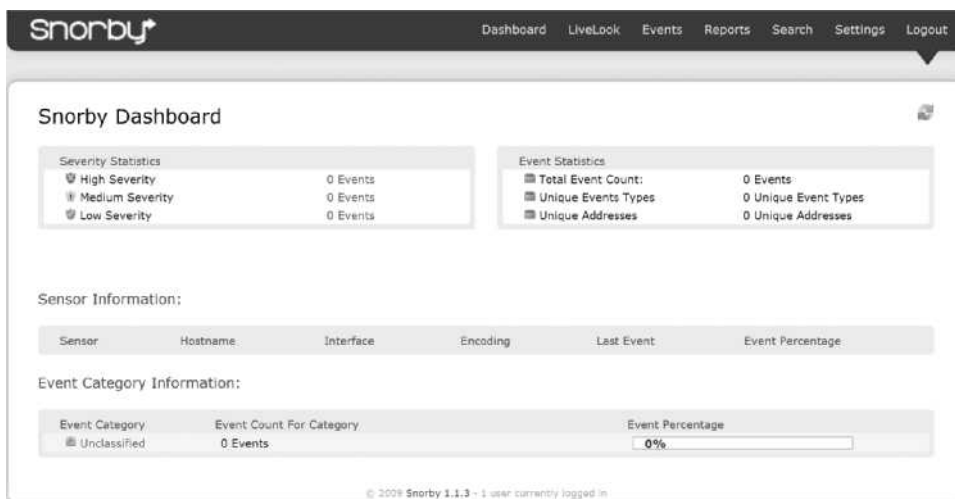 Snorby
Dashboard LiveLook Events Reports Search Settings Logout
Snorby Dashboard
Severity Statistics
High Severity 0 Events
Medium Severity 0 Events
Low Severity 0 Events
Event Statistics
Total Event Count: 0 Events
Unique Events Types 0 Unique Event Types
Unique Addresses 0 Unique Addresses
Sensor Information:
Sensor Hostname Interface Encoding Last Event Event Percentage
Event Category Information:
Event Category Event Count For Category Event Percentage
Unclassified 0 Events 0%
© 2009 Snorby 1.1.3 - 1 user currently logged in